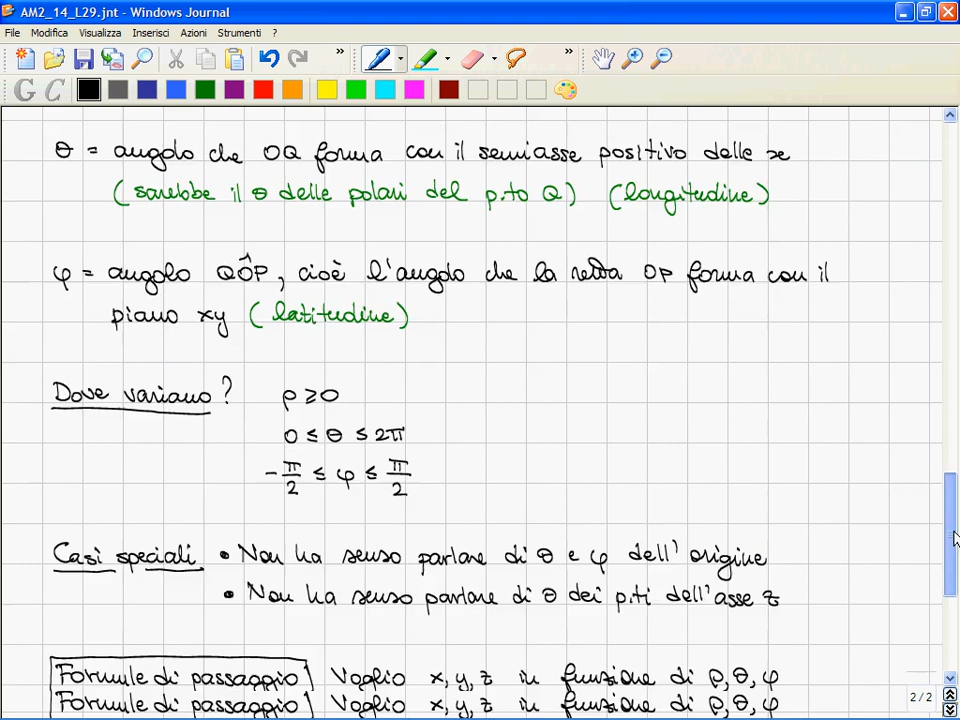 AM2_14_L29.jnt - Windows Journal
File Modifica Visualizza Inserisci Azioni Strumenti ?
θ = angolo che OQ forma con il semiasse positivo delle x
(sarebbe il θ delle polari del p.to Q) (longitudine)
φ = angolo QÔP, cioè l'angolo che la retta OP forma con il
piano xy (latitudine)
Dove variano? ρ ≥ 0
0 ≤ θ ≤ 2π
-π/2 ≤ φ ≤ π/2
Casi speciali • Non ha senso parlare di θ e φ dell'origine
• Non ha senso parlare di θ dei p.ti dell'asse z
Formule di passaggio Voglio x, y, z in funzione di ρ, θ, φ
Formule di passaggio Voglio x, y, z in funzione di ρ, θ, φ
2/2